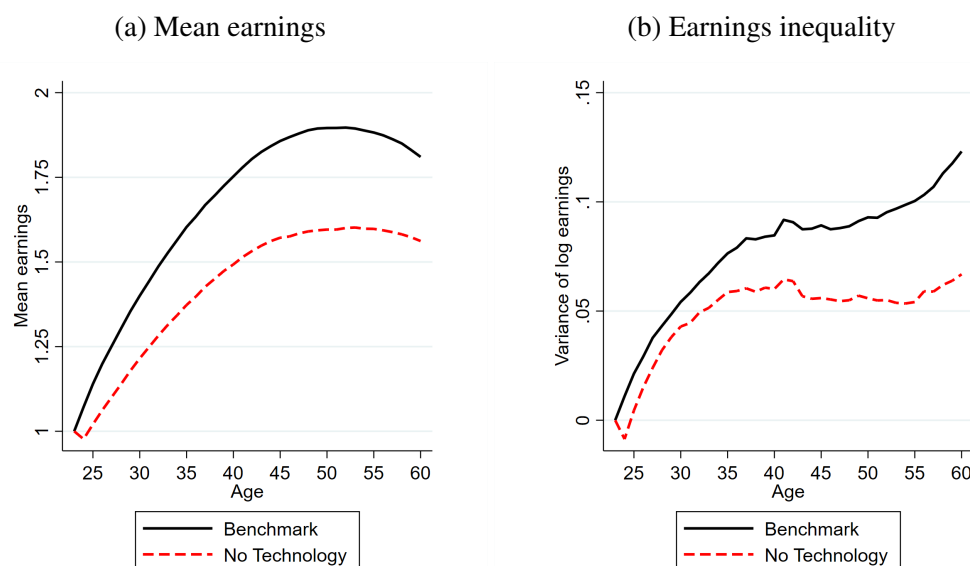 (a) Mean earnings
Mean earnings
2
1.75
1.5
1.25
1
25 30 35 40 45 50 55 60
Age
Benchmark
No Technology
(b) Earnings inequality
Variance of log earnings
.15
.1
.05
0
25 30 35 40 45 50 55 60
Age
Benchmark
No Technology